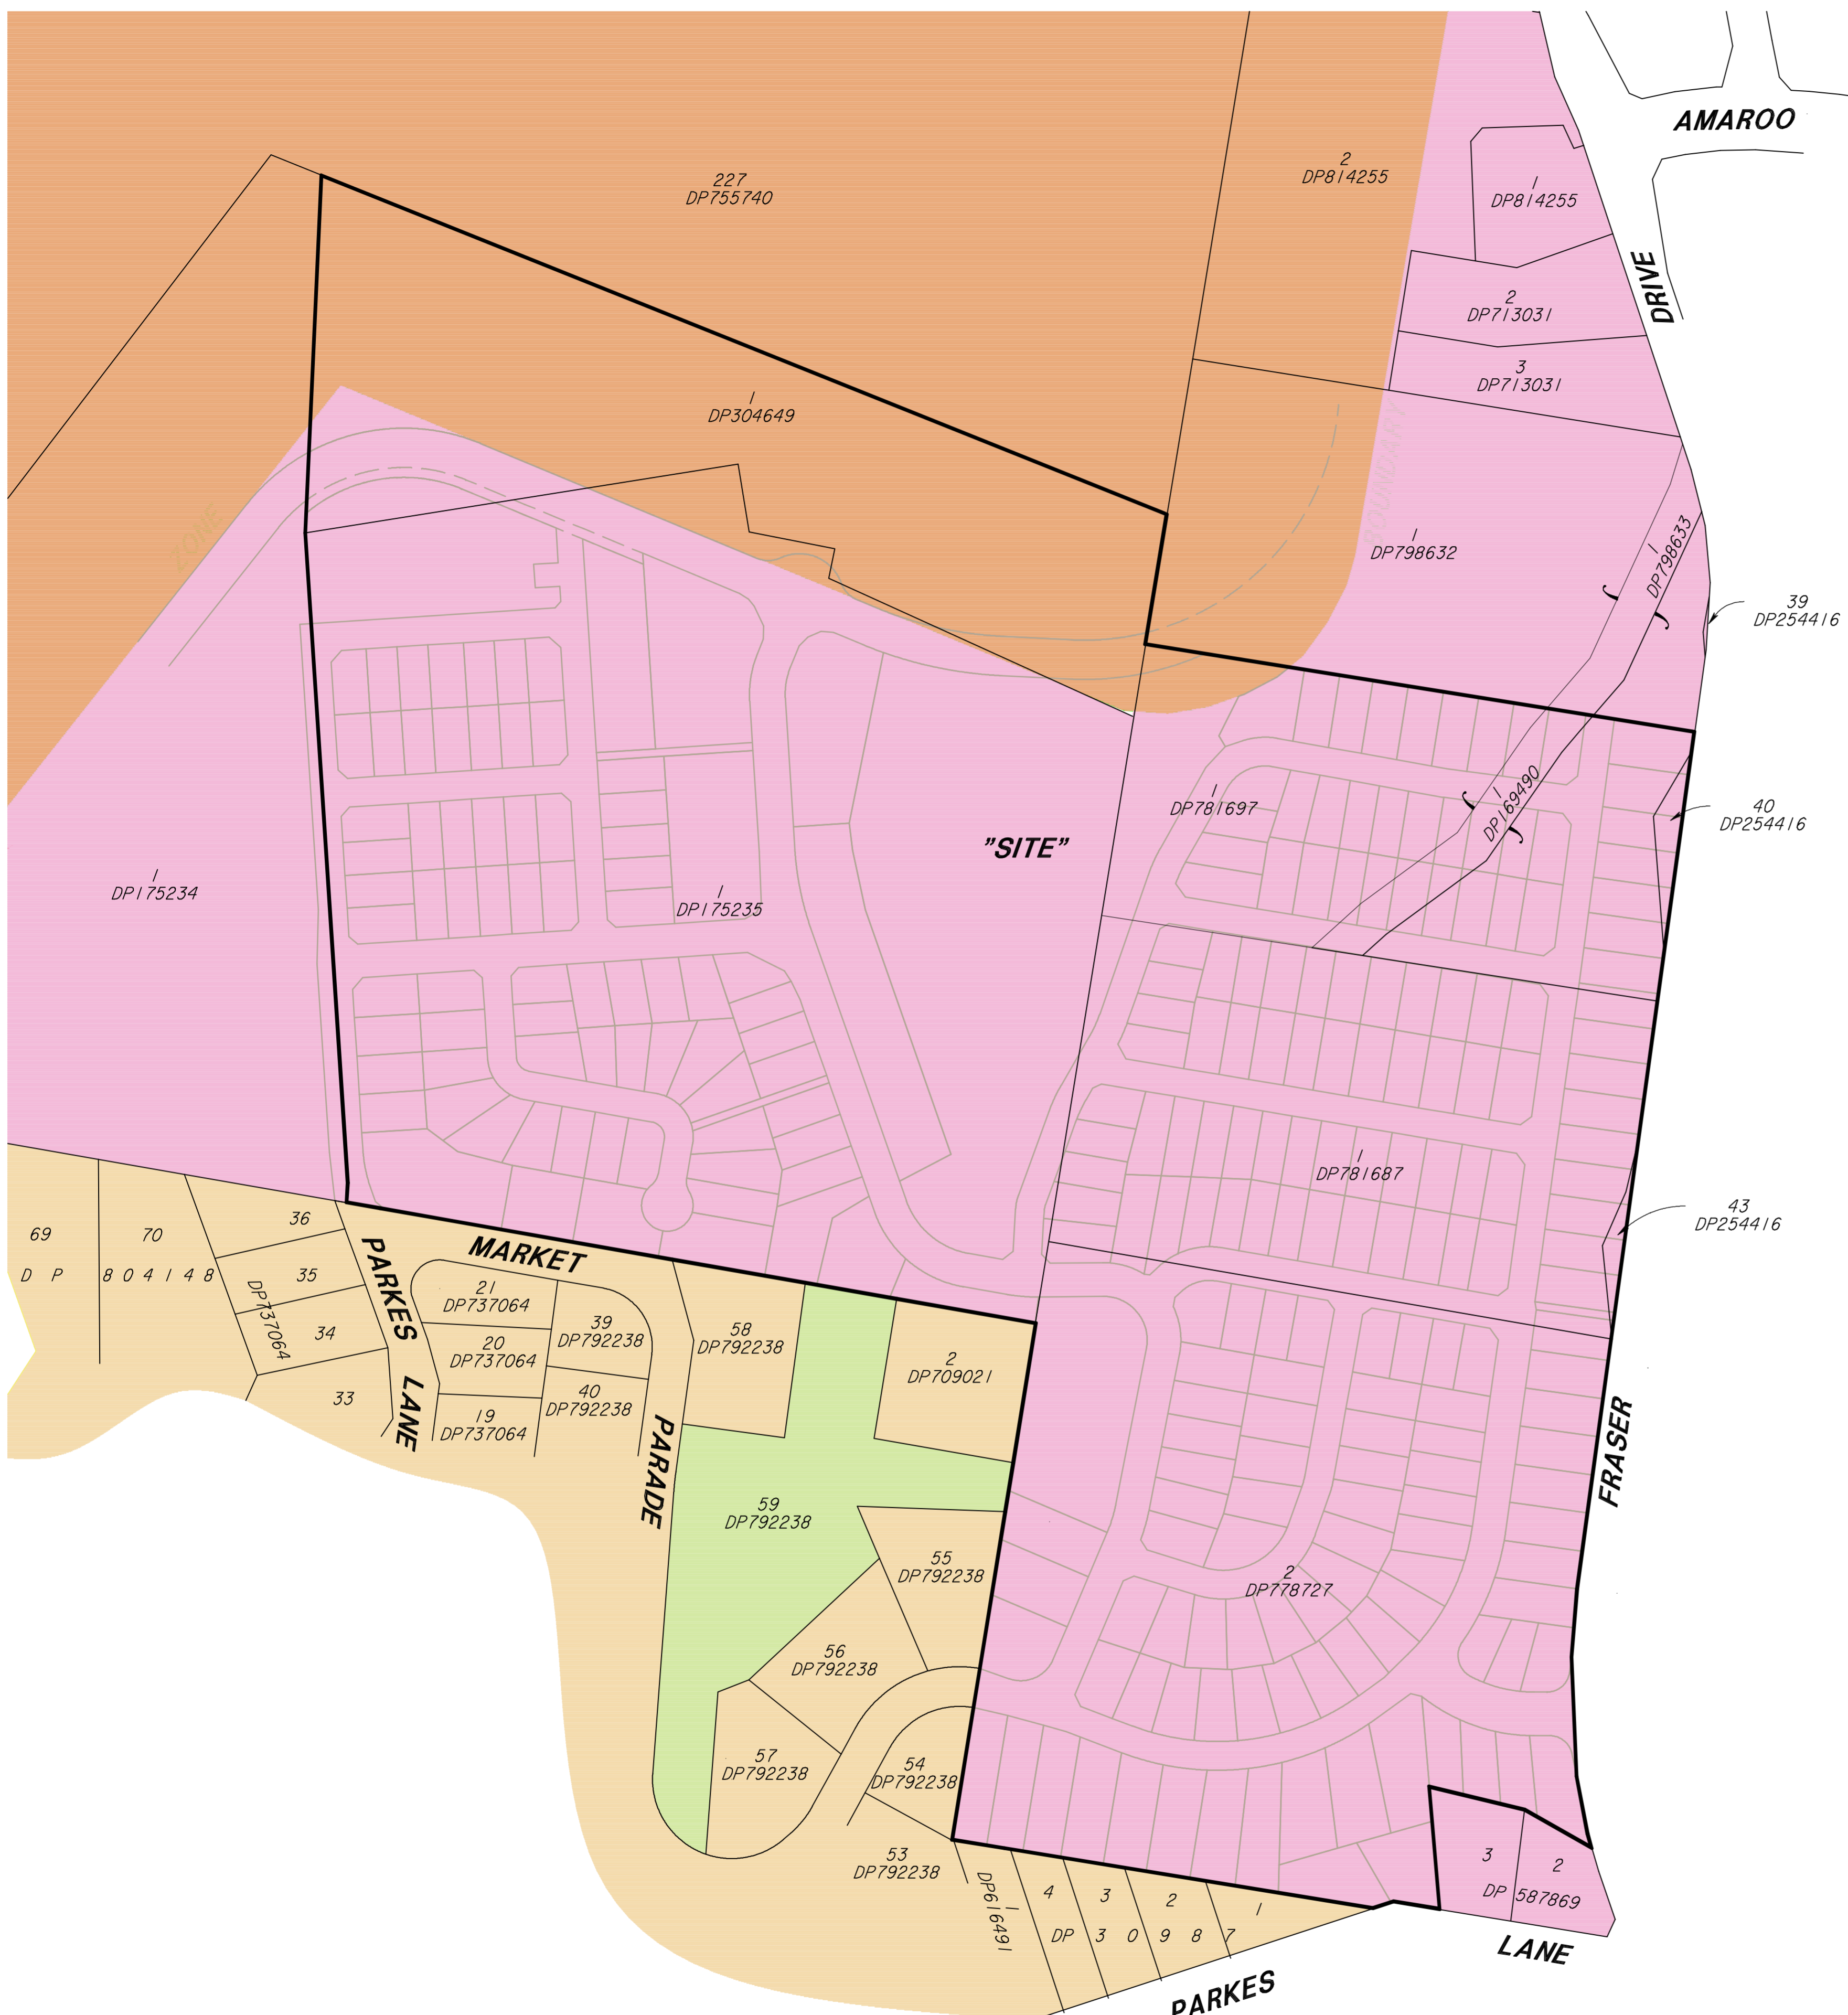 AMAROO
2
DP814255
227
DP755740
1
DP814255
DRIVE
2
DP713031
3
DP713031
1
DP304649
BOUNDARY
ZONE
1
DP798632
1
DP798633
39
DP254416
1
DP781697
1
DP169490
40
DP254416
"SITE"
1
DP175234
1
DP175235
1
DP781687
43
DP254416
69
70
D P 804148
36
35
34
33
DP737064
PARKES
LANE
MARKET
PARADE
21
DP737064
20
DP737064
19
DP737064
39
DP792238
40
DP792238
58
DP792238
2
DP709021
FRASER
59
DP792238
55
DP792238
2
DP778727
56
DP792238
57
DP792238
54
DP792238
53
DP792238
1
DP616491
4
3
2
1
DP 30987
3
2
DP 587869
LANE
PARKES